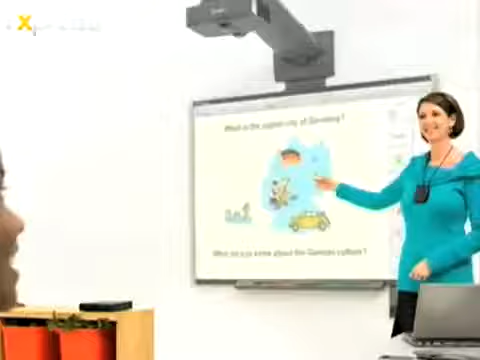 What is the capital city of Germany?
What do you know about the German culture?